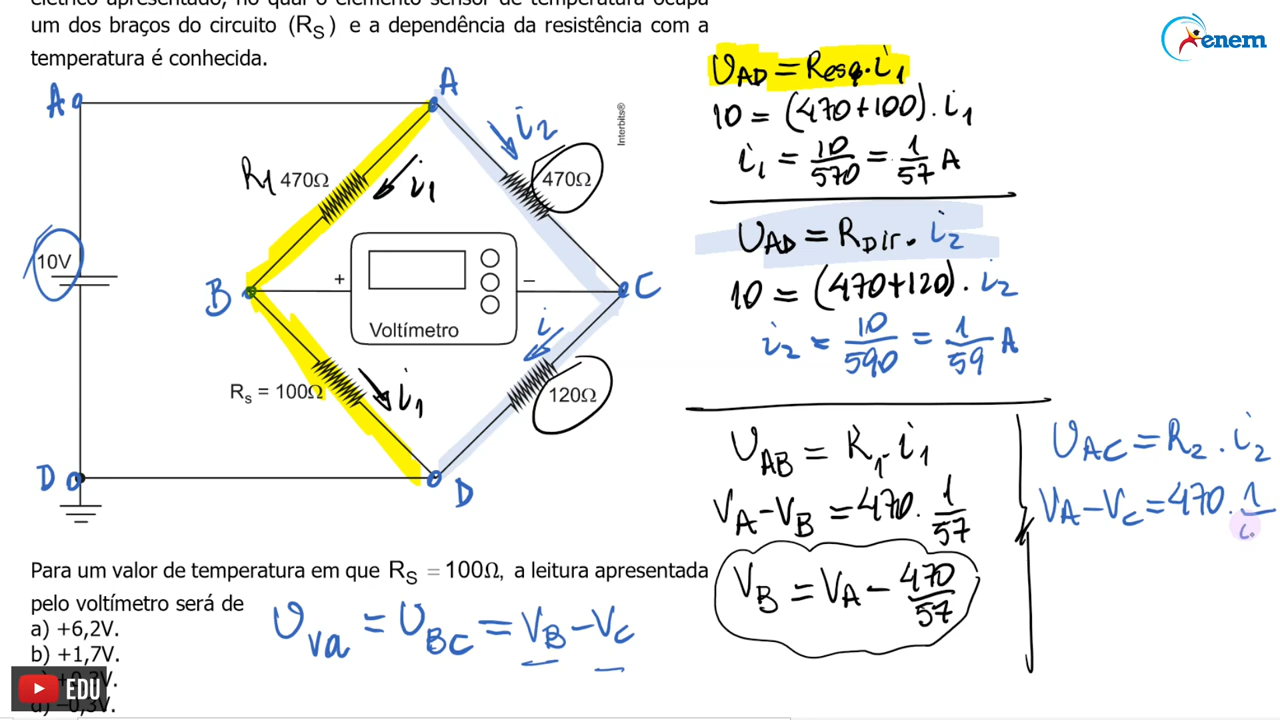 elétrico apresentado, no qual o elemento sensor de temperatura ocupa
um dos braços do circuito (RS) e a dependência da resistência com a
temperatura é conhecida.
enem
A
A
i2
Interbits®
R1 470Ω
i1
470Ω
10V
B
+
−
C
Voltímetro
i
Rs = 100Ω
i1
120Ω
D
D
UAD = Resq. i1
10 = (470+100) . i1
i1 = 10/570 = 1/57 A
UAD = RDir. i2
10 = (470+120) . i2
i2 = 10/590 = 1/59 A
UAB = R1. i1
VA−VB = 470. 1/57
VB = VA − 470/57
UAC = R2 . i2
VA−VC = 470. 1/
Para um valor de temperatura em que RS = 100Ω, a leitura apresentada
pelo voltímetro será de
Uva = UBC = VB − VC
a) +6,2V.
b) +1,7V.
d) −0,3V.
EDU